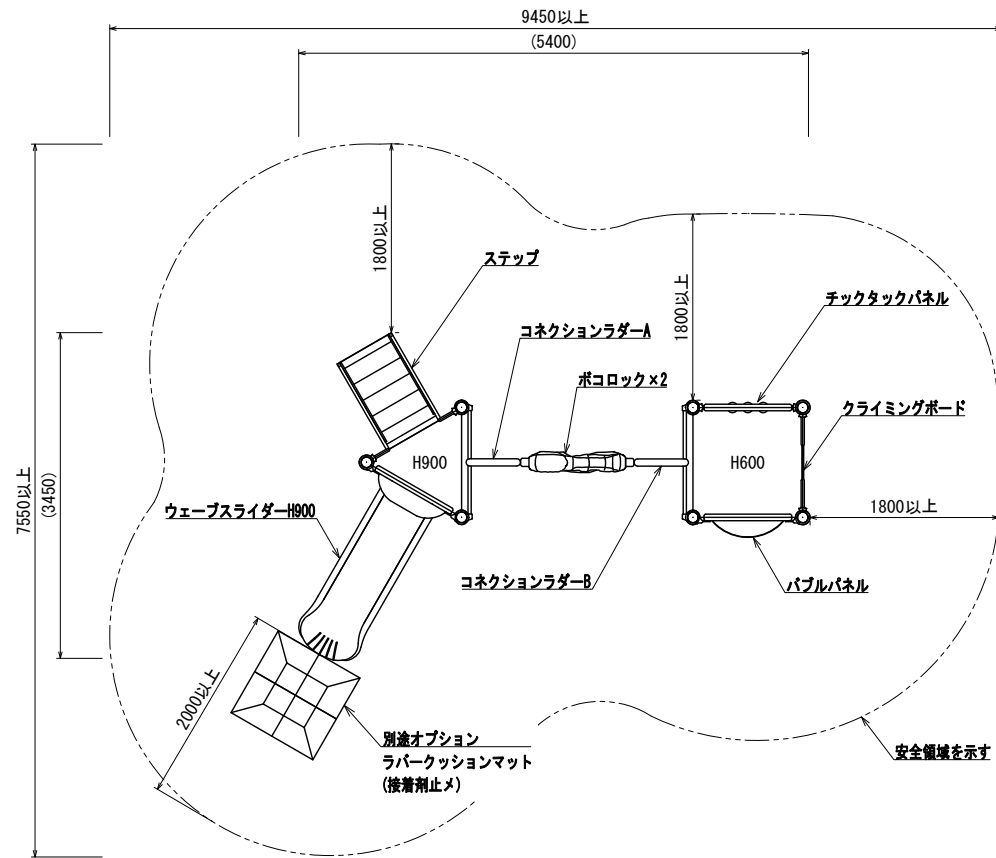 9450以上
(5400)
7550以上
(3450)
1800以上
ステップ
1800以上
チックタックパネル
コネクションラダーA
ボコロック×2
クライミングボード
H900
H600
ウェーブスライダーH900
1800以上
コネクションラダーB
バブルパネル
2000以上
別途オプション
ラバークッションマット
(接着剤止メ)
安全領域を示す